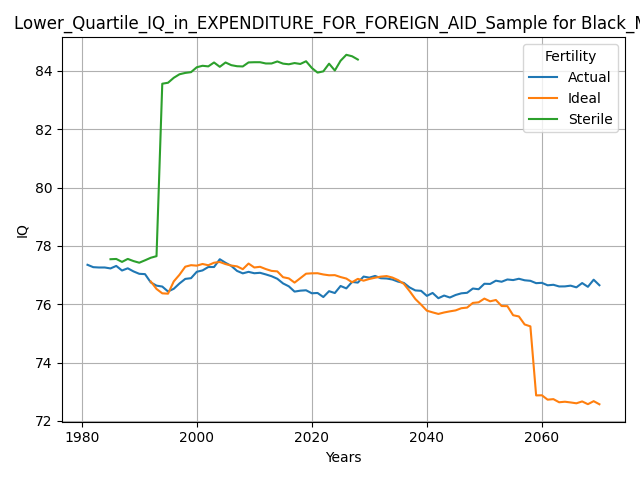 Lower_Quartile_IQ_in_EXPENDITURE_FOR_FOREIGN_AID_Sample for Black_M
Fertility
Actual
Ideal
Sterile
84
82
80
78
76
74
72
IQ
1980
2000
2020
2040
2060
Years